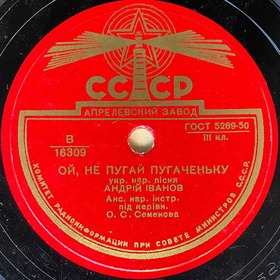 СССР
АПРЕЛЕВСКИЙ ЗАВОД
ГОСТ 5289-50
III кл.
В
16309
ОЙ, НЕ ПУГАЙ ПУГАЧЕНЬКУ
укр. нар. пісня
АНДРІЙ ІВАНОВ
Анс. нар. інстр.
під керівн.
О. С. Семенова
КОМИТЕТ РАДИОИНФОРМАЦИИ ПРИ СОВЕТЕ МИНИСТРОВ СССР